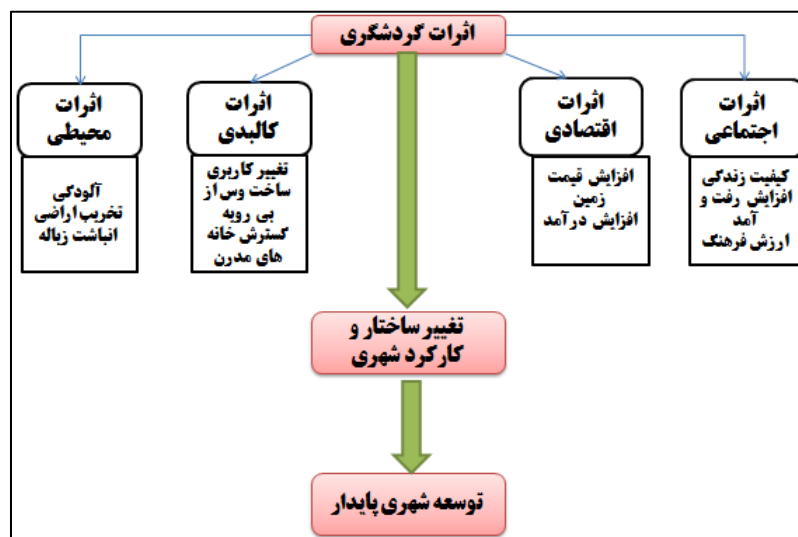 اثرات گردشگری
اثرات
اجتماعی
کیفیت زندگی
افزایش رفت و
آمد
ارزش فرهنگ
اثرات
اقتصادی
افزایش قیمت
زمین
افزایش درآمد
اثرات
کالبدی
تغییر کاربری
ساخت وس از
بی رویه
گسترش خانه
های مدرن
اثرات
محیطی
آلودگی
تخریب اراضی
انباشت زباله
تغییر ساختار و
کارکرد شهری
توسعه شهری پایدار